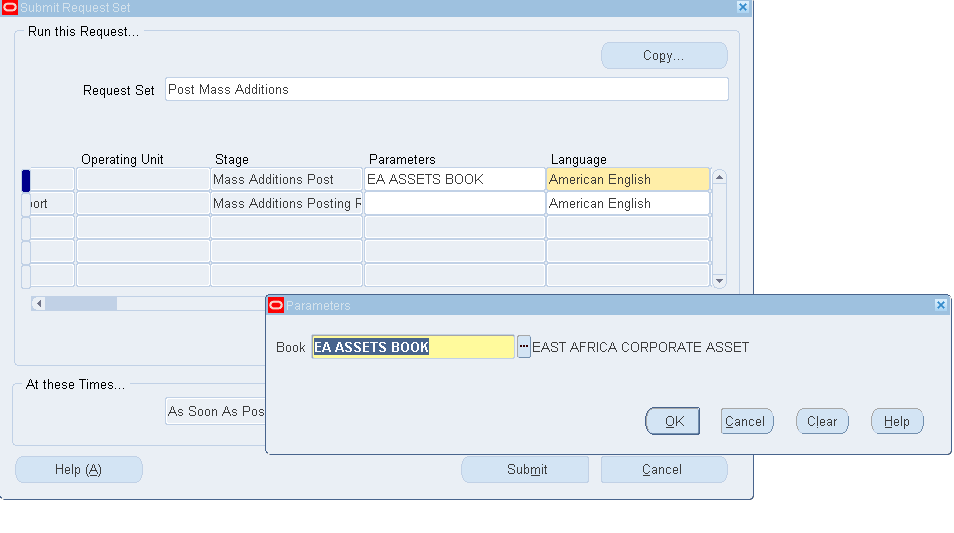 Submit Request Set
Run this Request...
Copy...
Request Set Post Mass Additions
Operating Unit Stage Parameters Language
Mass Additions Post EA ASSETS BOOK American English
port Mass Additions Posting R American English
Parameters
Book EA ASSETS BOOK EAST AFRICA CORPORATE ASSET
OK Cancel Clear Help
At these Times...
As Soon As Pos
Help (A) Submit Cancel